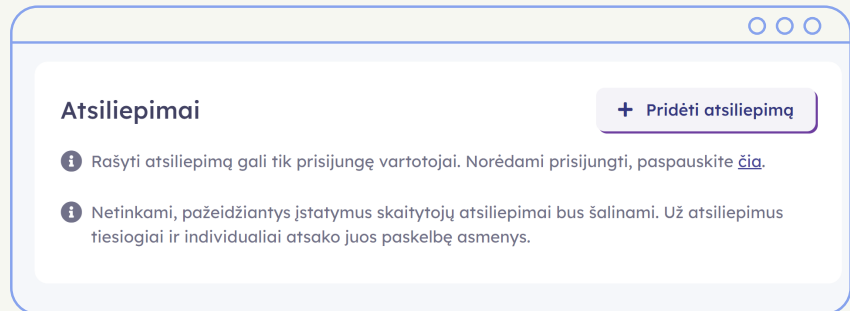 Atsiliepimai
Pridėti atsiliepimą
Rašyti atsiliepimą gali tik prisijungę vartotojai. Norėdami prisijungti, paspauskite čia.
Netinkami, pažeidžiantys įstatymus skaitytojų atsiliepimai bus šalinami. Už atsiliepimus
tiesiogiai ir individualiai atsako juos paskelbę asmenys.